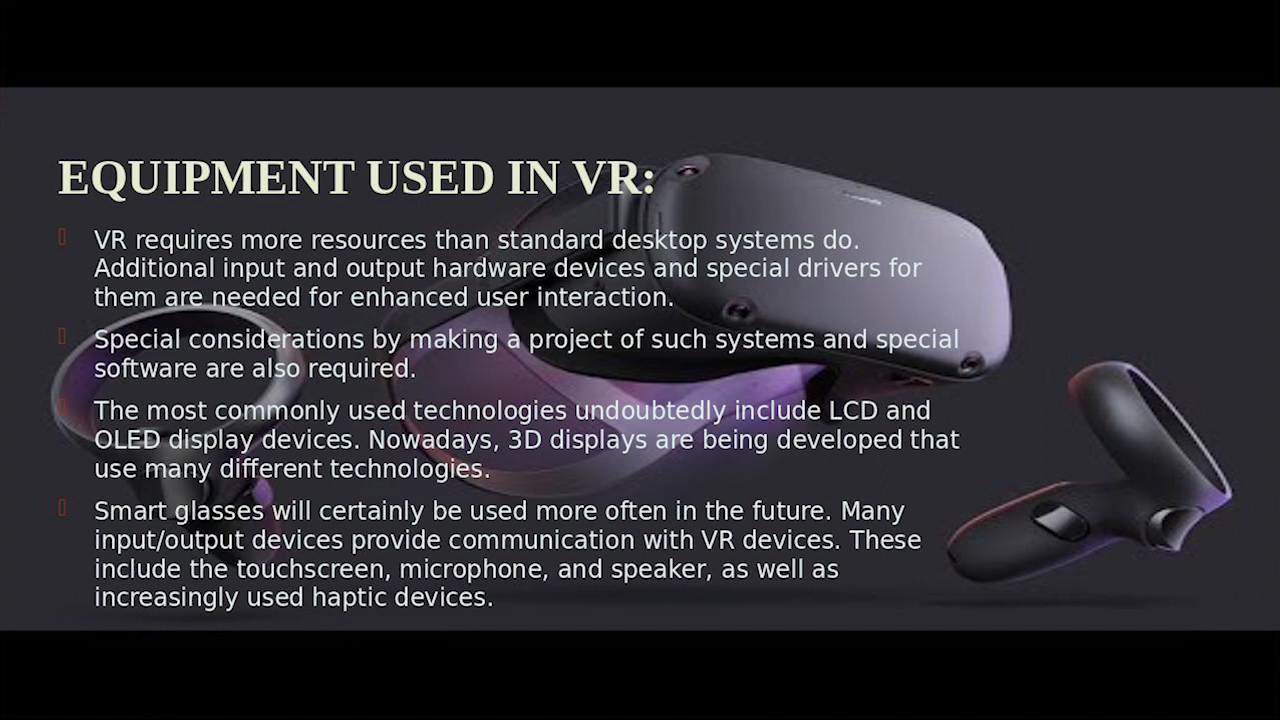 EQUIPMENT USED IN VR:
VR requires more resources than standard desktop systems do.
Additional input and output hardware devices and special drivers for
them are needed for enhanced user interaction.
Special considerations by making a project of such systems and special
software are also required.
The most commonly used technologies undoubtedly include LCD and
OLED display devices. Nowadays, 3D displays are being developed that
use many different technologies.
Smart glasses will certainly be used more often in the future. Many
input/output devices provide communication with VR devices. These
include the touchscreen, microphone, and speaker, as well as
increasingly used haptic devices.